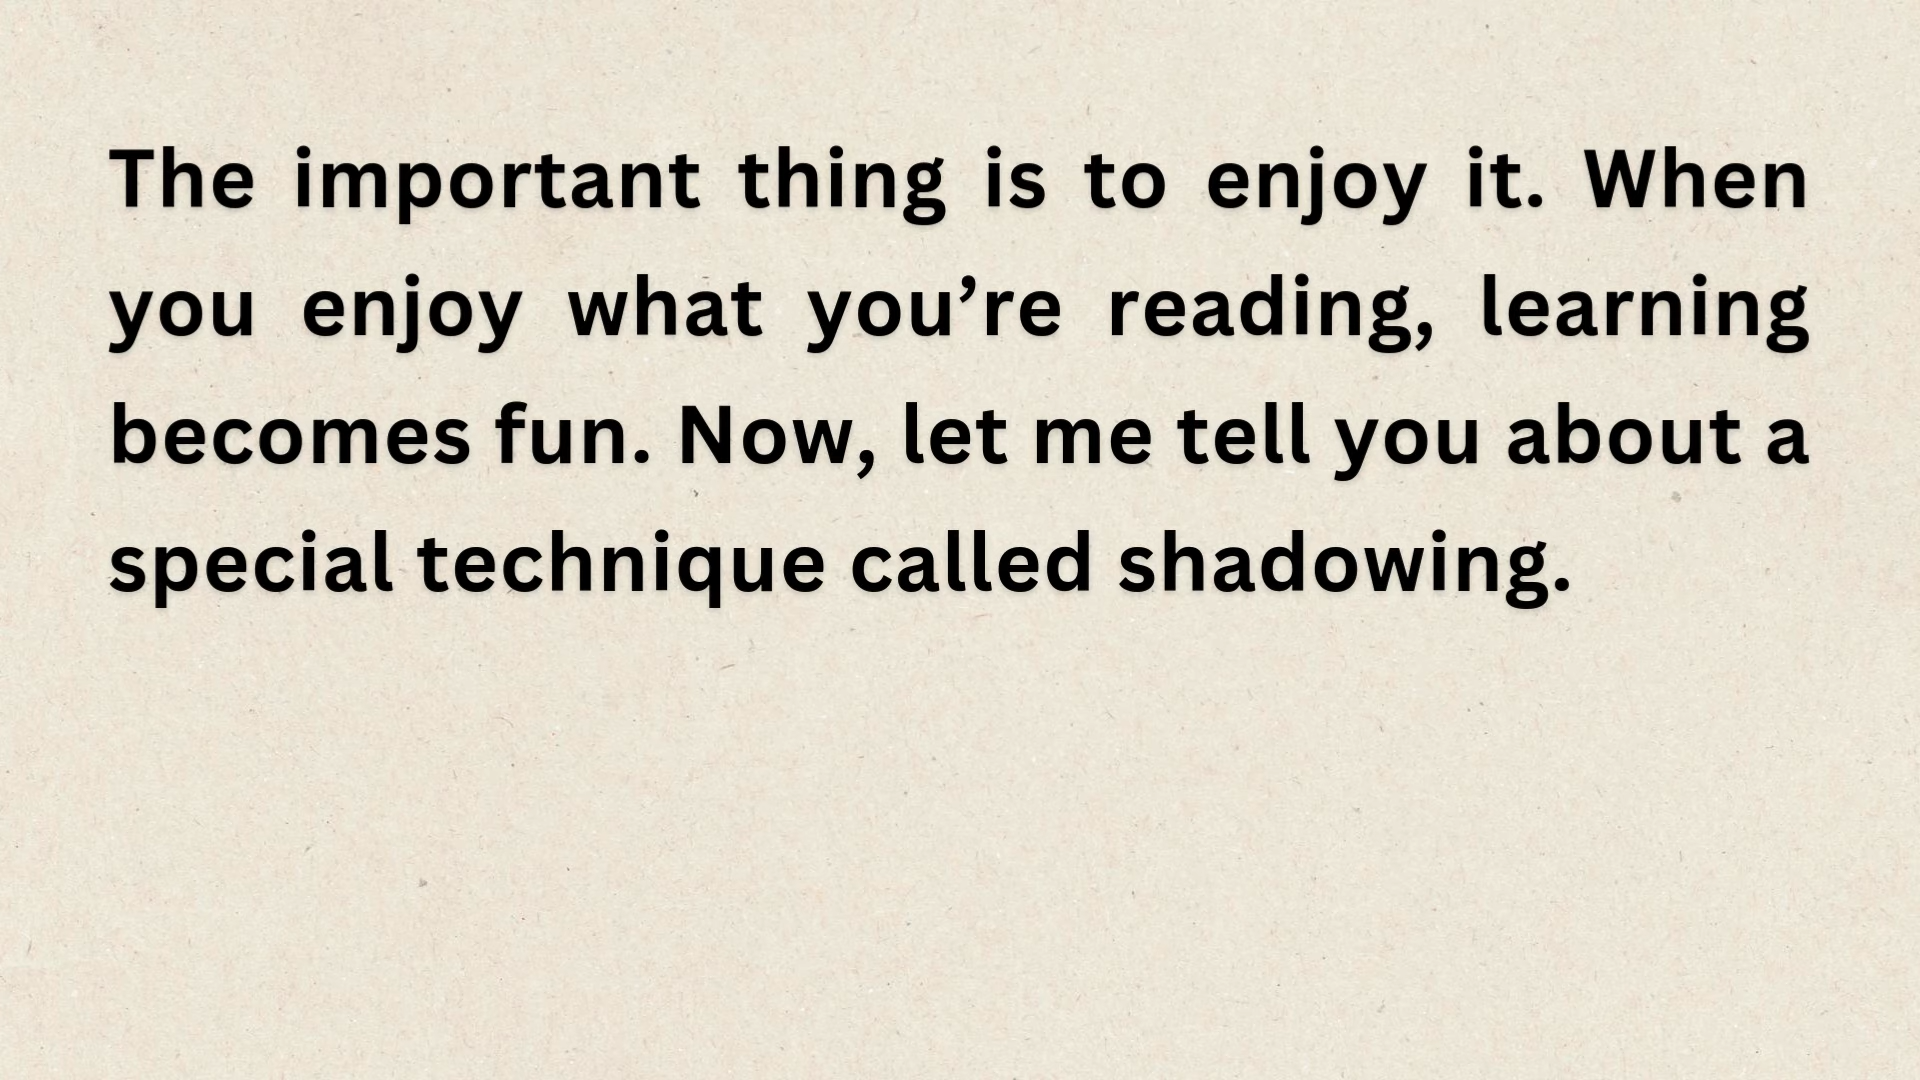 The important thing is to enjoy it. When
you enjoy what you’re reading, learning
becomes fun. Now, let me tell you about a
special technique called shadowing.